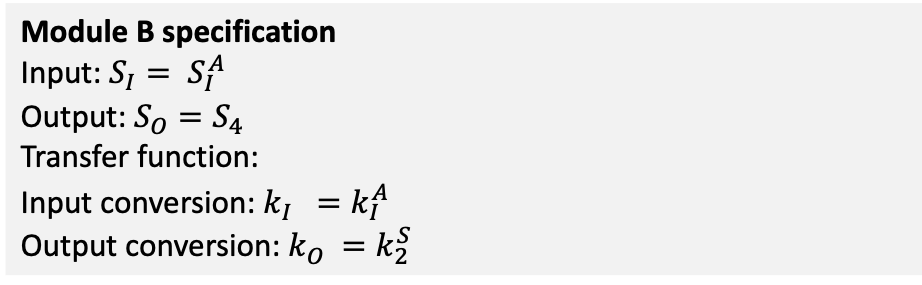 Module B specification
Input: S_I = S_I^A
Output: S_O = S_4
Transfer function:
Input conversion: k_I = k_I^A
Output conversion: k_O = k_2^S